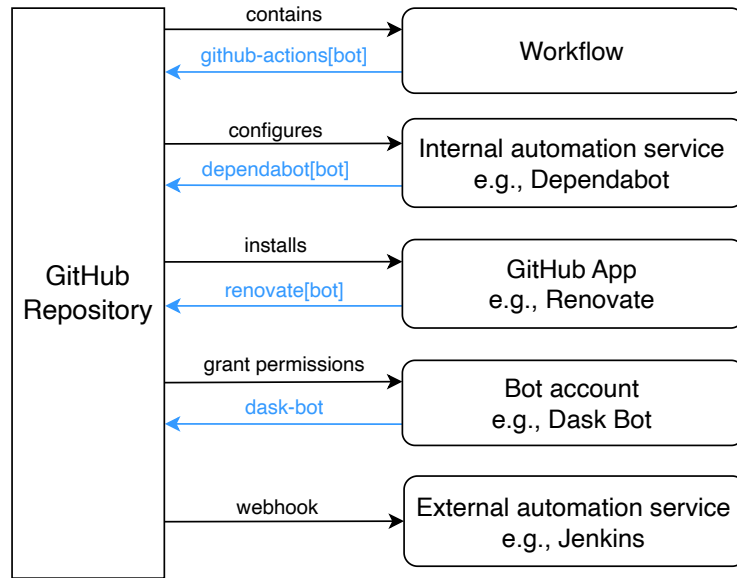 contains
github-actions[bot]
Workflow
configures
dependabot[bot]
Internal automation service
e.g., Dependabot
GitHub
Repository
installs
renovate[bot]
GitHub App
e.g., Renovate
grant permissions
dask-bot
Bot account
e.g., Dask Bot
webhook
External automation service
e.g., Jenkins